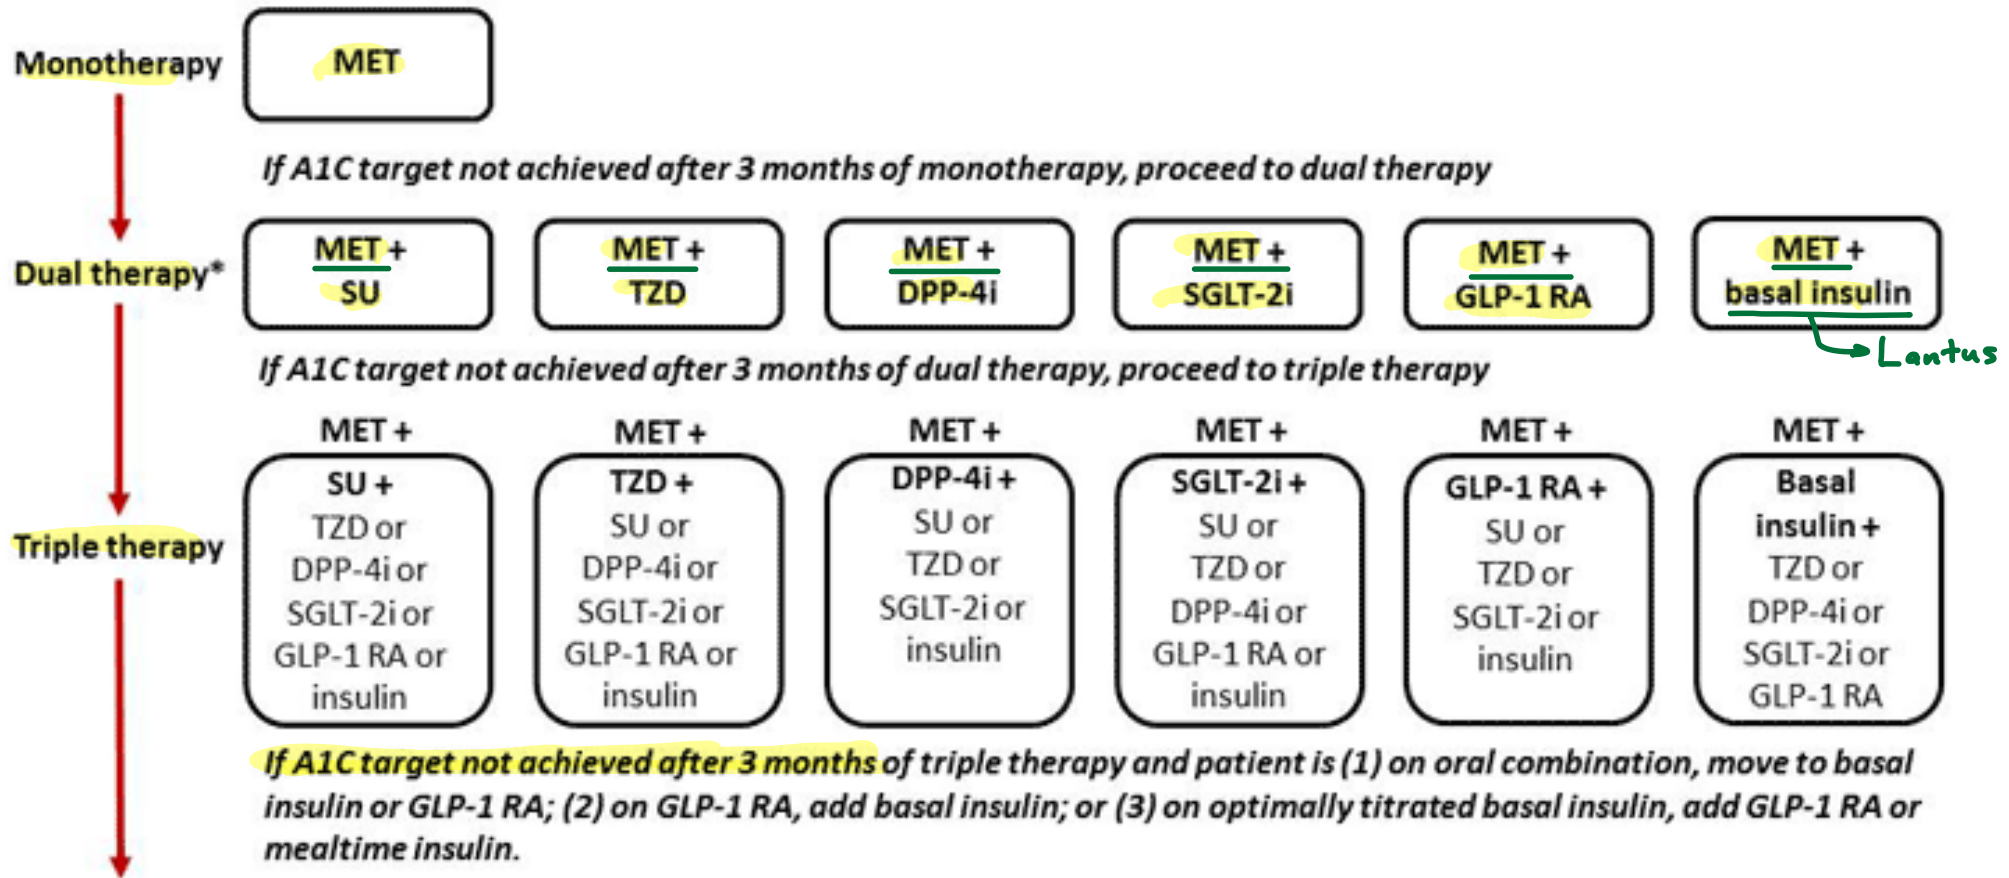 Monotherapy
MET
If A1C target not achieved after 3 months of monotherapy, proceed to dual therapy
Dual therapy*
MET +
SU
MET +
TZD
MET +
DPP-4i
MET +
SGLT-2i
MET +
GLP-1 RA
MET +
basal insulin
Lantus
If A1C target not achieved after 3 months of dual therapy, proceed to triple therapy
Triple therapy
MET +
SU +
TZD or
DPP-4i or
SGLT-2i or
GLP-1 RA or
insulin
MET +
TZD +
SU or
DPP-4i or
SGLT-2i or
GLP-1 RA or
insulin
MET +
DPP-4i +
SU or
TZD or
SGLT-2i or
insulin
MET +
SGLT-2i +
SU or
TZD or
DPP-4i or
GLP-1 RA or
insulin
MET +
GLP-1 RA +
SU or
TZD or
SGLT-2i or
insulin
MET +
Basal
insulin +
TZD or
DPP-4i or
SGLT-2i or
GLP-1 RA
If A1C target not achieved after 3 months of triple therapy and patient is (1) on oral combination, move to basal
insulin or GLP-1 RA; (2) on GLP-1 RA, add basal insulin; or (3) on optimally titrated basal insulin, add GLP-1 RA or
mealtime insulin.